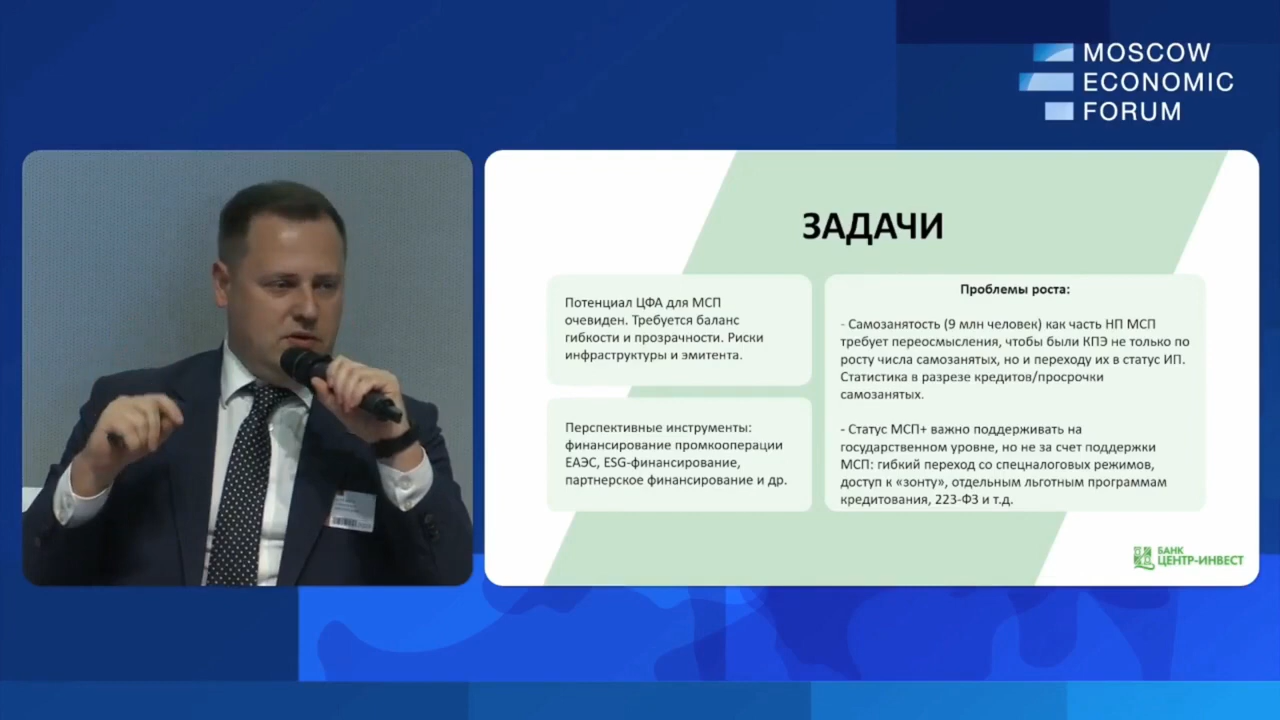 MOSCOW
ECONOMIC
FORUM
ЗАДАЧИ
Потенциал ЦФА для МСП
очевиден. Требуется баланс
гибкости и прозрачности. Риски
инфраструктуры и эмитента.
Перспективные инструменты:
финансирование промкооперации
ЕАЭС, ESG-финансирование,
партнерское финансирование и др.
Проблемы роста:
- Самозанятость (9 млн человек) как часть НП МСП
требует переосмысления, чтобы были КПЭ не только по
росту числа самозанятых, но и переходу их в статус ИП.
Статистика в разрезе кредитов/просрочки
самозанятых.
- Статус МСП+ важно поддерживать на
государственном уровне, но не за счет поддержки
МСП: гибкий переход со спецналоговых режимов,
доступ к «зонту», отдельным льготным программам
кредитования, 223-ФЗ и т.д.
БАНК
ЦЕНТР-ИНВЕСТ